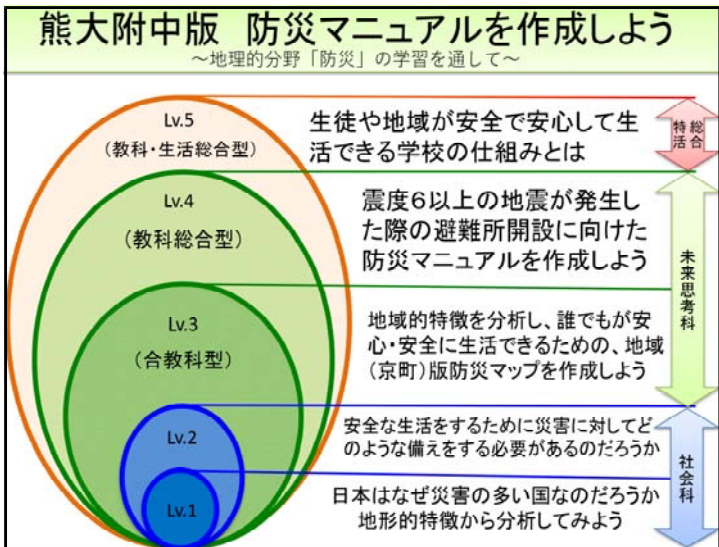 熊大附中版 防災マニュアルを作成しよう
～地理的分野「防災」の学習を通して～
Lv.5
(教科・生活総合型)
生徒や地域が安全で安心して生
活できる学校の仕組みとは
総合
特活
Lv.4
(教科総合型)
震度6以上の地震が発生し
た際の避難所開設に向けた
防災マニュアルを作成しよう
未来思考科
Lv.3
(合教科型)
地域的特徴を分析し、誰でもが安
心・安全に生活できるための、地域
(京町)版防災マップを作成しよう
Lv.2
安全な生活をするために災害に対してど
のような備えをする必要があるのだろうか
社会科
Lv.1
日本はなぜ災害の多い国なのだろうか
地形的特徴から分析してみよう